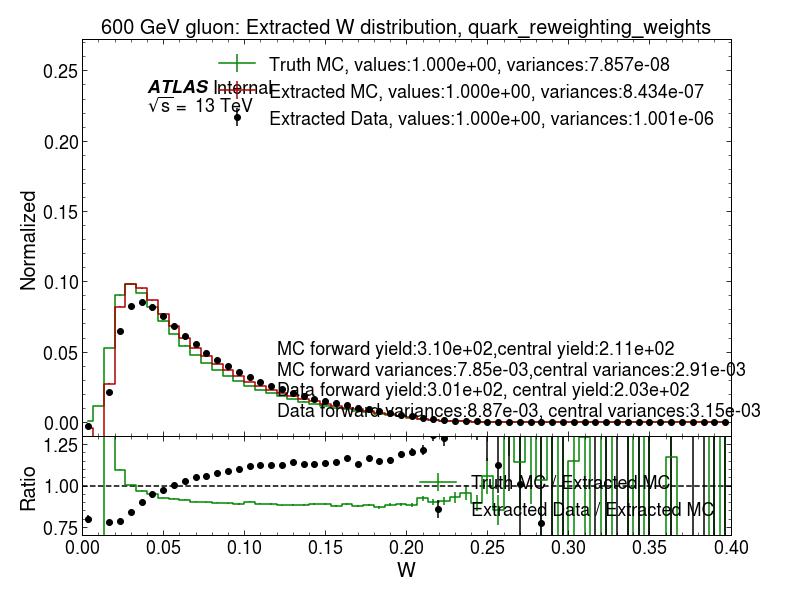 600 GeV gluon: Extracted W distribution, quark_reweighting_weights
Truth MC, values:1.000e+00, variances:7.857e-08
ATLAS Internal
Extracted MC, values:1.000e+00, variances:8.434e-07
√s = 13 TeV
Extracted Data, values:1.000e+00, variances:1.001e-06
Normalized
0.25
0.20
0.15
0.10
0.05
0.00
MC forward yield:3.10e+02,central yield:2.11e+02
MC forward variances:7.85e-03,central variances:2.91e-03
Data forward yield:3.01e+02, central yield:2.03e+02
Data forward variances:8.87e-03, central variances:3.15e-03
Ratio
1.25
1.00
0.75
Truth MC / Extracted MC
Extracted Data / Extracted MC
0.00 0.05 0.10 0.15 0.20 0.25 0.30 0.35 0.40
W